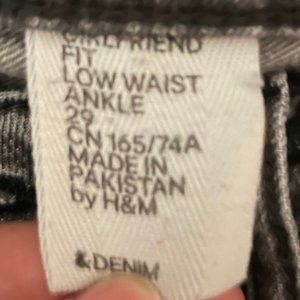 GIRLFRIEND
FIT
LOW WAIST
ANKLE
29
CN 165/74A
MADE IN
PAKISTAN
by H&M
&DENIM